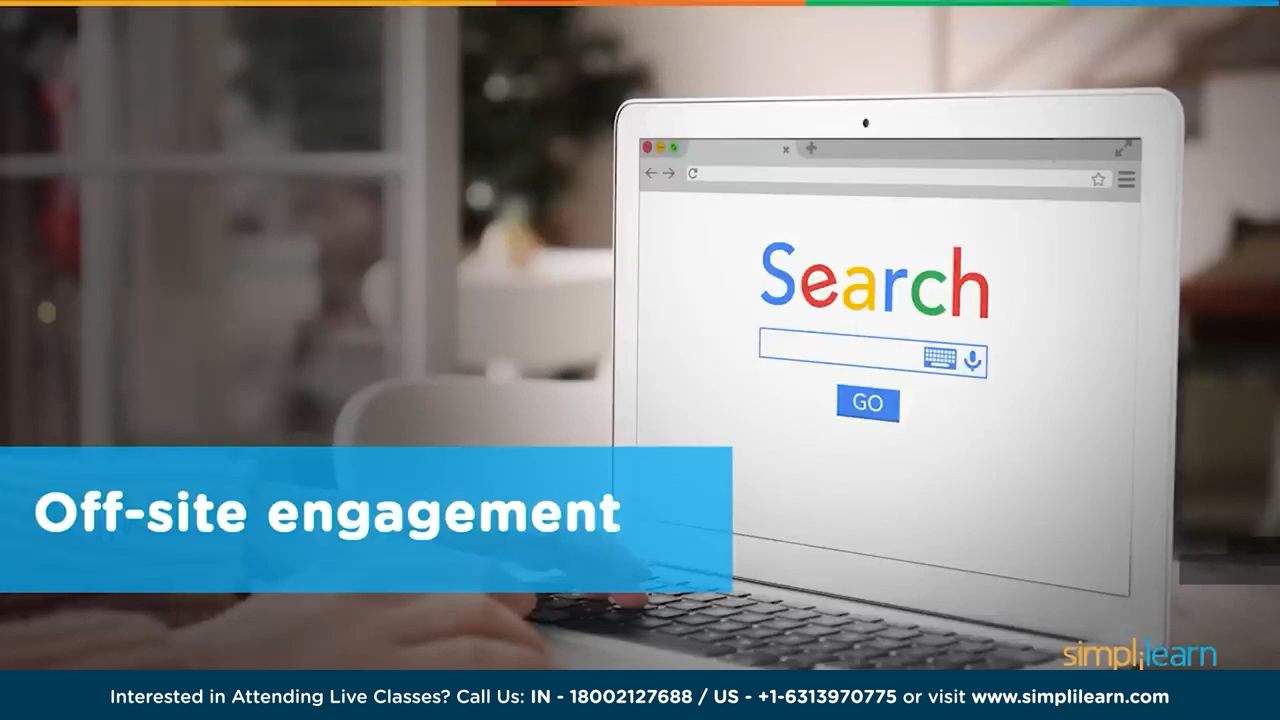 Search
GO
Off-site engagement
simplilearn
Interested in Attending Live Classes? Call Us: IN - 18002127688 / US - +1-6313970775 or visit www.simplilearn.com